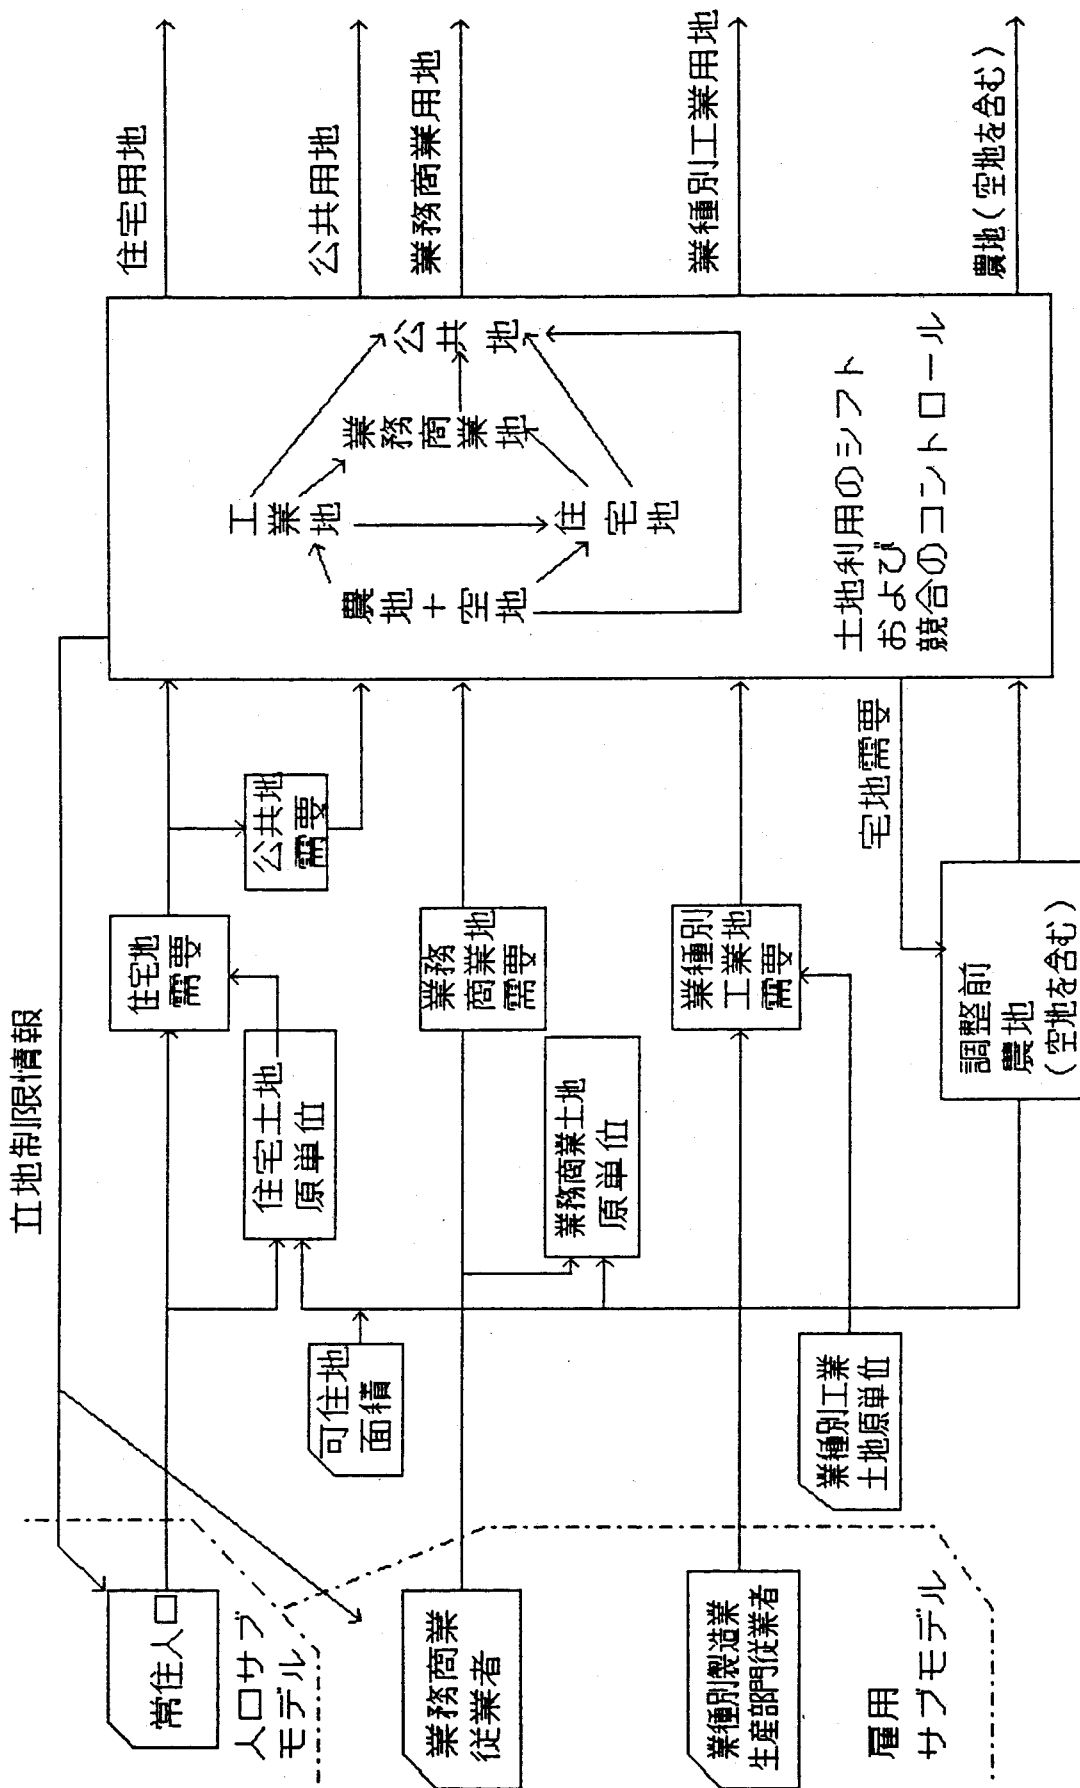 立地制限情報
常住人口
人口サブ
モデル
業務商業
従業者
業種別製造業
生産部門従業者
雇用
サブモデル
可住地
面積
業種別工業
土地原単位
住宅土地
原単位
業務商業土地
原単位
住宅地
需要
公共地
需要
業務
商業地
需要
業種別
工業地
需要
調整前
農地
(空地を含む)
宅地需要
農地+空地
工業地
住宅地
業務商業地
公共地
土地利用のシフト
および
競合のコントロール
住宅用地
公共用地
業務商業用地
業種別工業用地
農地(空地を含む)